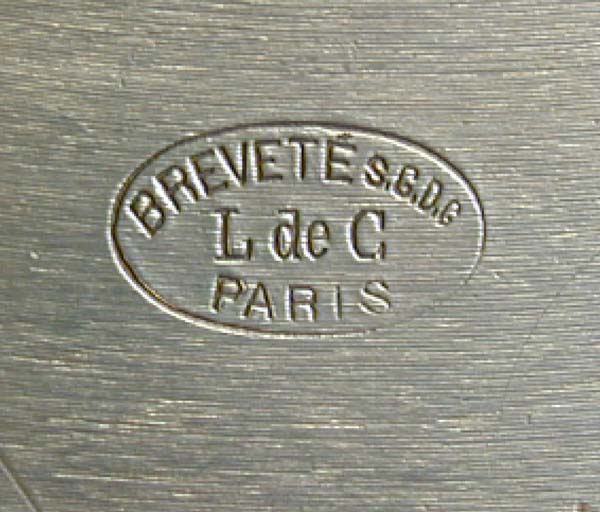 BREVETÉ S.G.D.G
L de C
PARIS